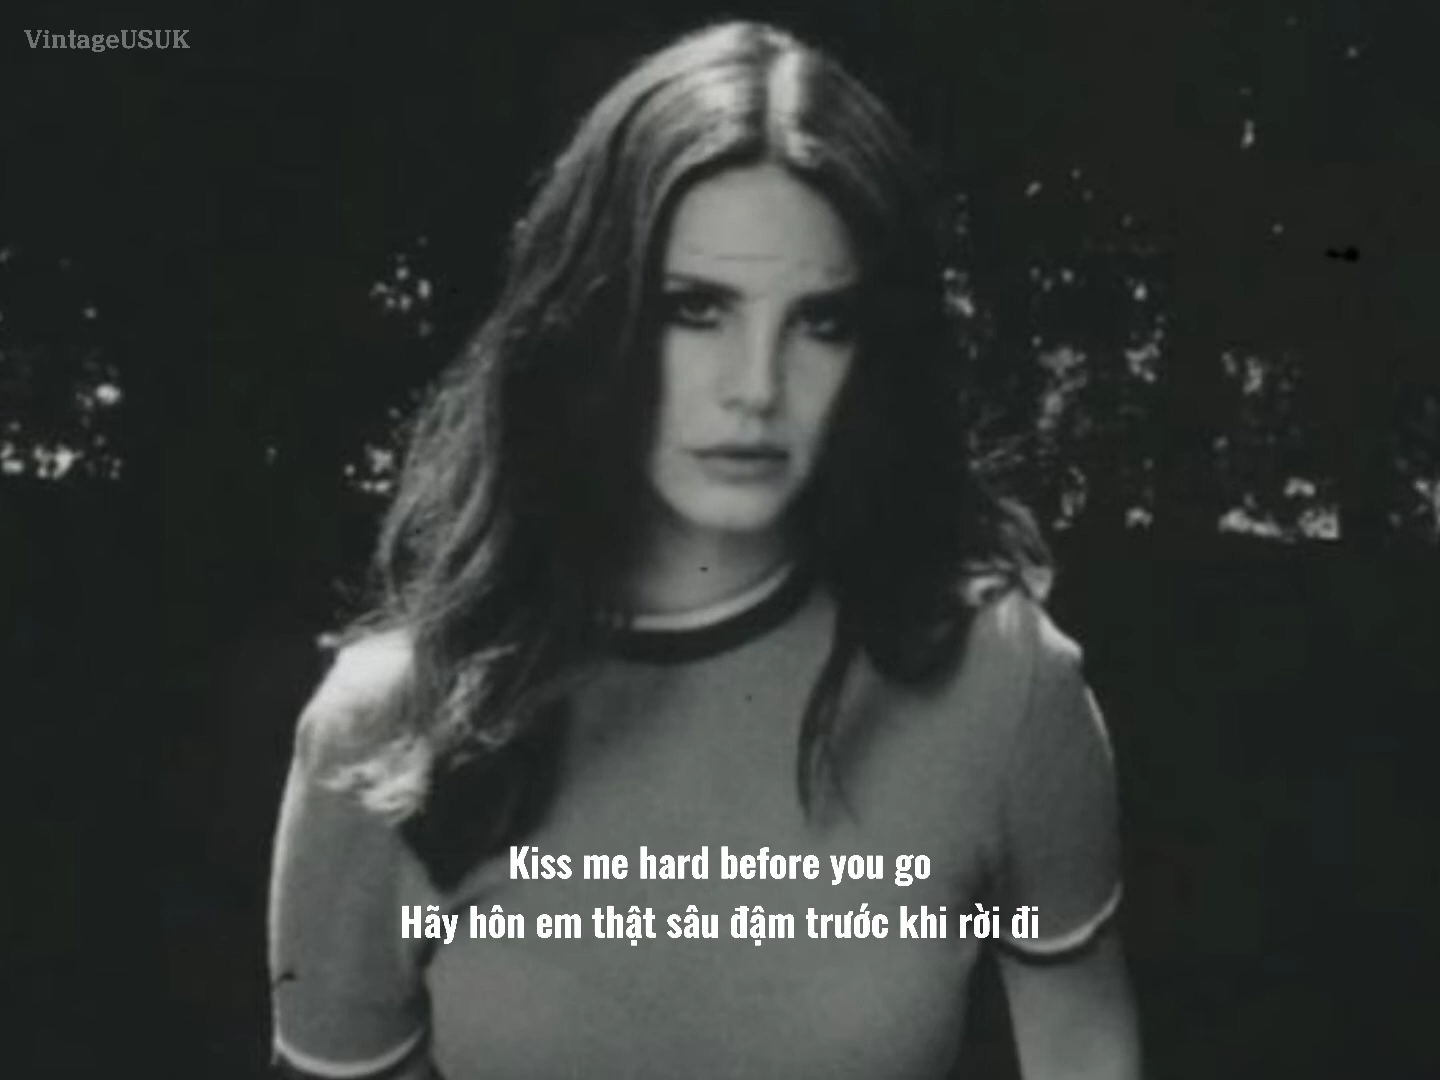 VintageUSUK
Kiss me hard before you go
Hãy hôn em thật sâu đậm trước khi rời đi